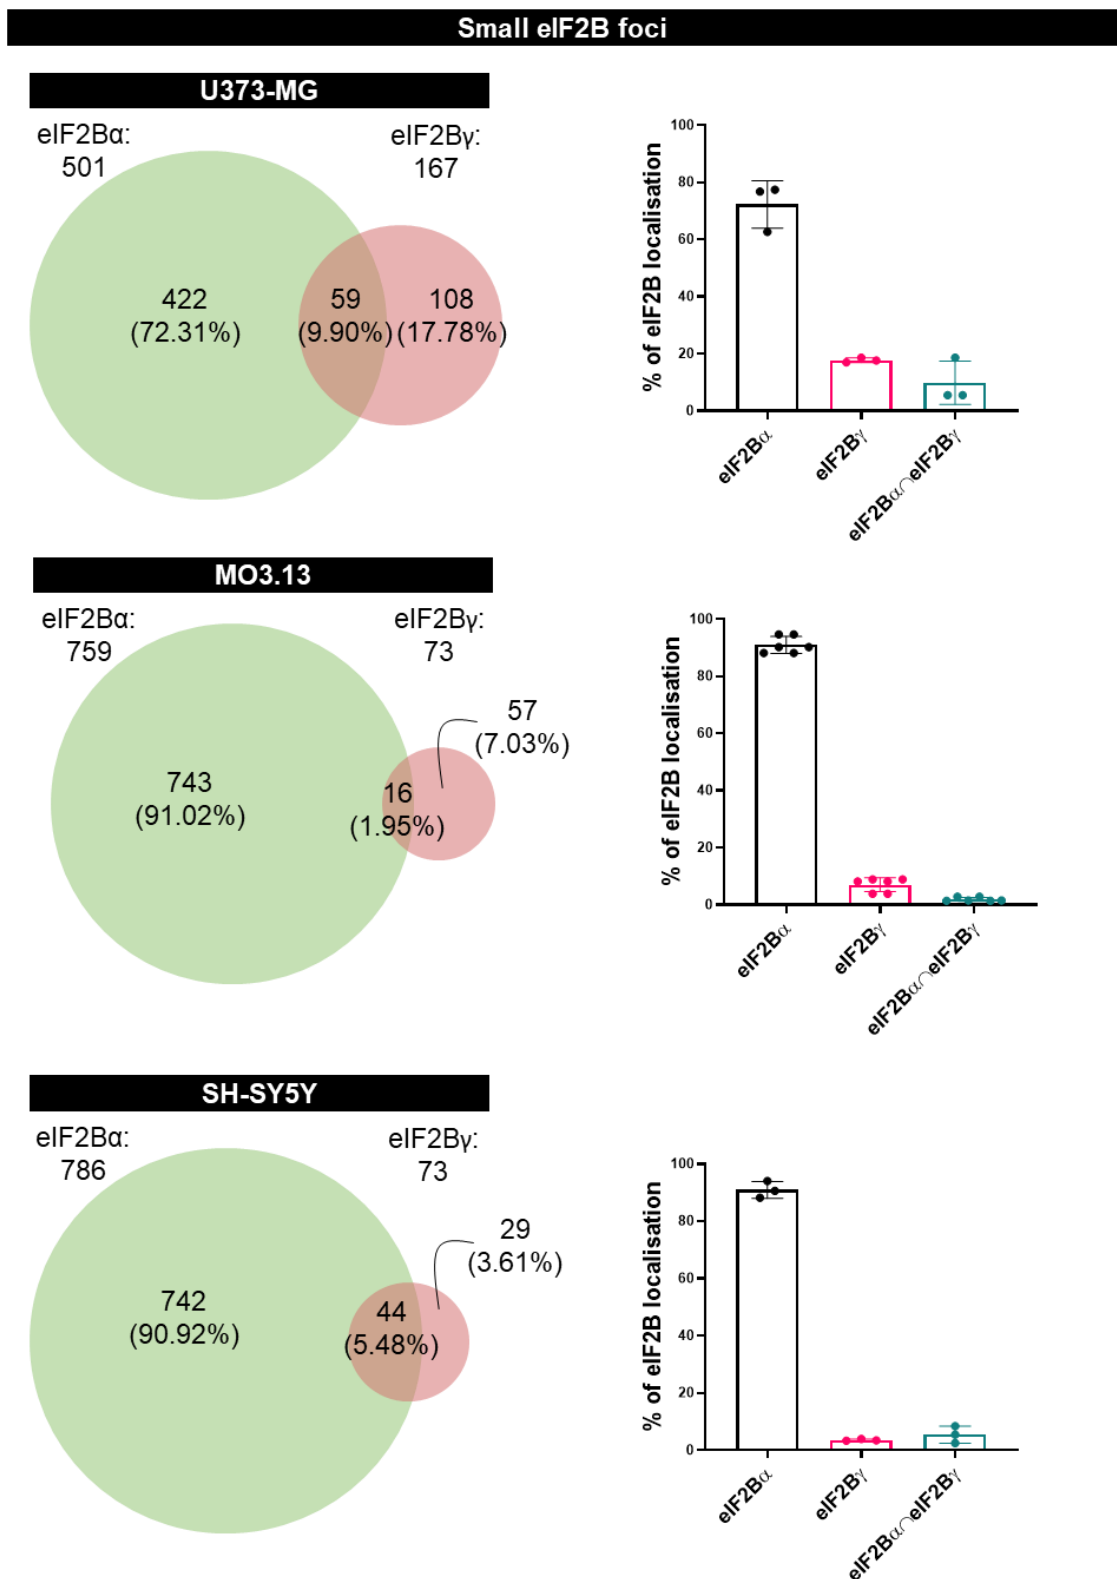 Small eIF2B foci
U373-MG
eIF2Bα:
501
eIF2Bγ:
167
422
(72.31%)
59
(9.90%)
108
(17.78%)
% of eIF2B localisation
100
80
60
40
20
0
eIF2Bα
eIF2Bγ
eIF2Bα∩eIF2Bγ
MO3.13
eIF2Bα:
759
eIF2Bγ:
73
57
(7.03%)
743
(91.02%)
16
(1.95%)
% of eIF2B localisation
100
80
60
40
20
0
eIF2Bα
eIF2Bγ
eIF2Bα∩eIF2Bγ
SH-SY5Y
eIF2Bα:
786
eIF2Bγ:
73
29
(3.61%)
742
(90.92%)
44
(5.48%)
% of eIF2B localisation
100
80
60
40
20
0
eIF2Bα
eIF2Bγ
eIF2Bα∩eIF2Bγ